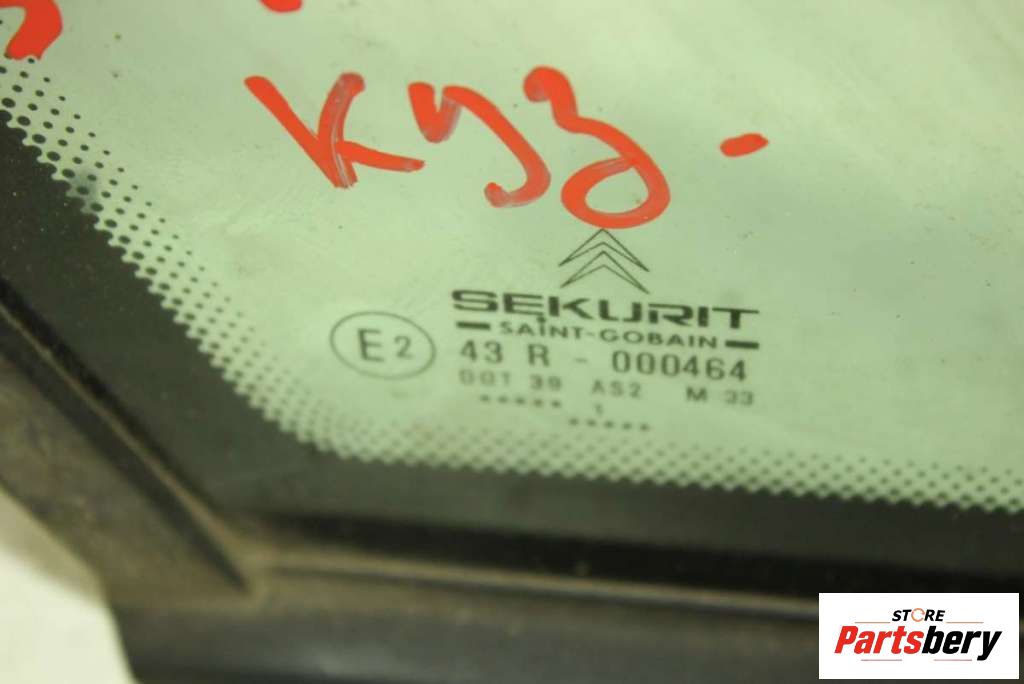 куз.
SEKURIT
SAINT-GOBAIN
E2
43 R - 000464
DOT 39 AS2 M 33
***** 1
*****
STORE
Partsbery